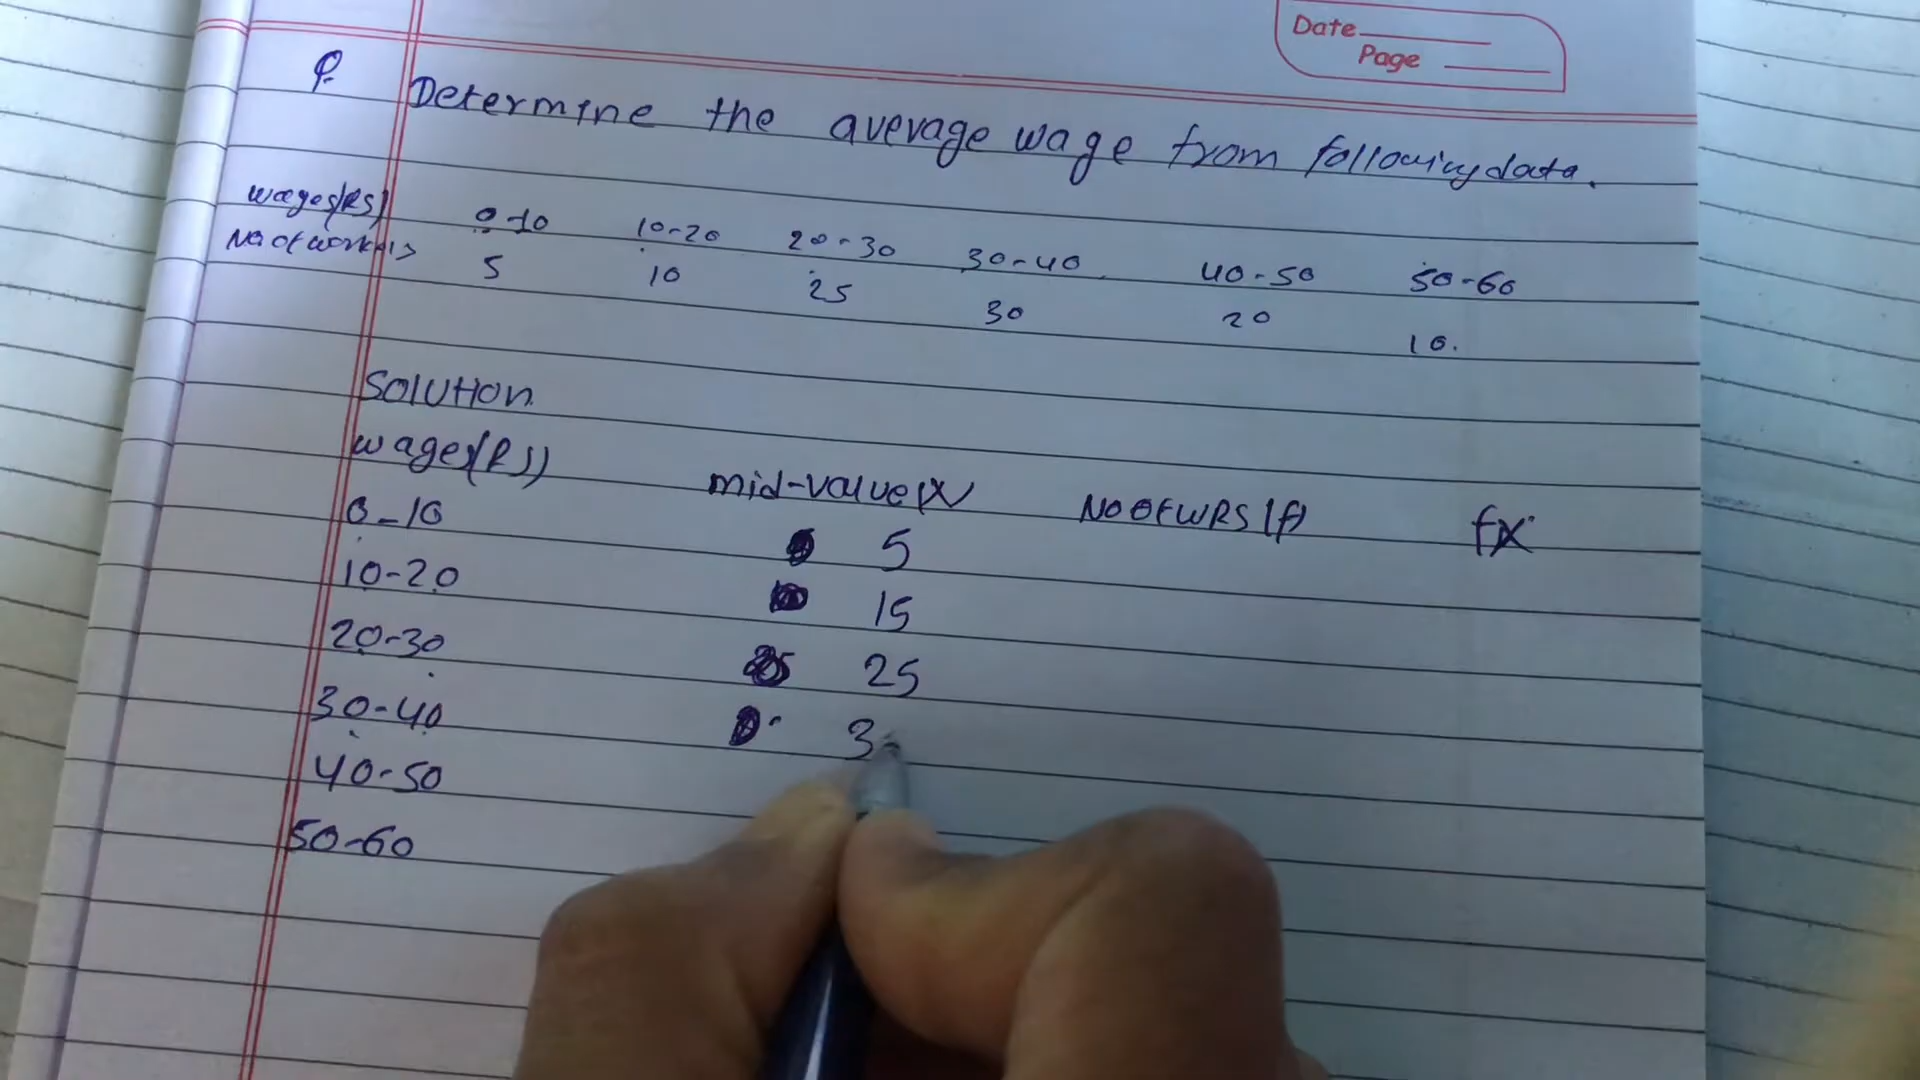 Date
Page
Q. Determine the average wage from following data.
wages(RS) 0-10 10-20 20-30 30-40 40-50 50-60
No of workers 5 10 25 30 20 10.
Solution
wages(RS) mid-value(X) No of WRS(f) fX
0-10 5
10-20 15
20-30 25
30-40 3
40-50
50-60